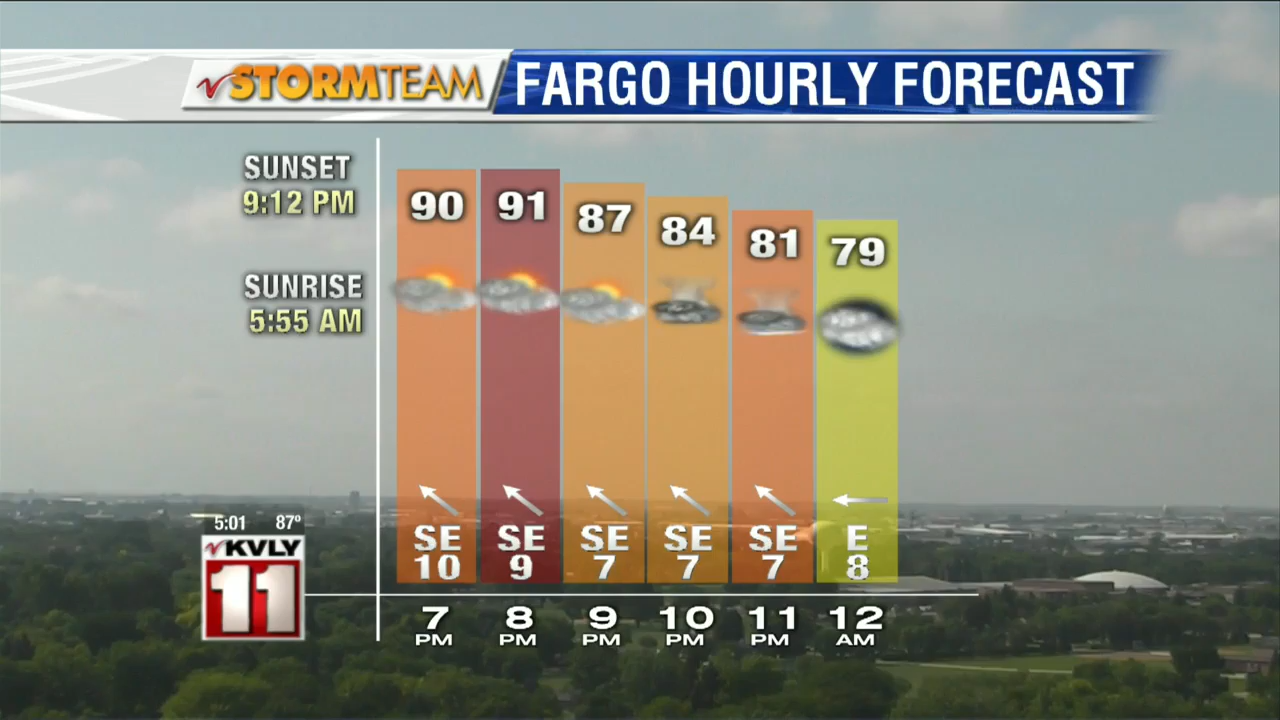 STORMTEAM FARGO HOURLY FORECAST
SUNSET
9:12 PM
SUNRISE
5:55 AM
90 91 87 84 81 79
SE SE SE SE SE E
10 9 7 7 7 8
7 8 9 10 11 12
PM PM PM PM PM AM
5:01 87º
KVLY
11